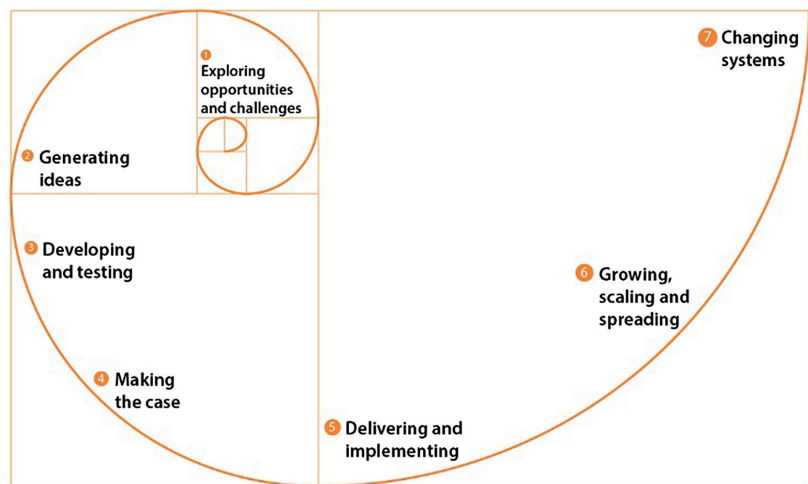 1 Exploring
opportunities
and challenges
2 Generating
ideas
3 Developing
and testing
4 Making
the case
5 Delivering and
implementing
6 Growing,
scaling and
spreading
7 Changing
systems